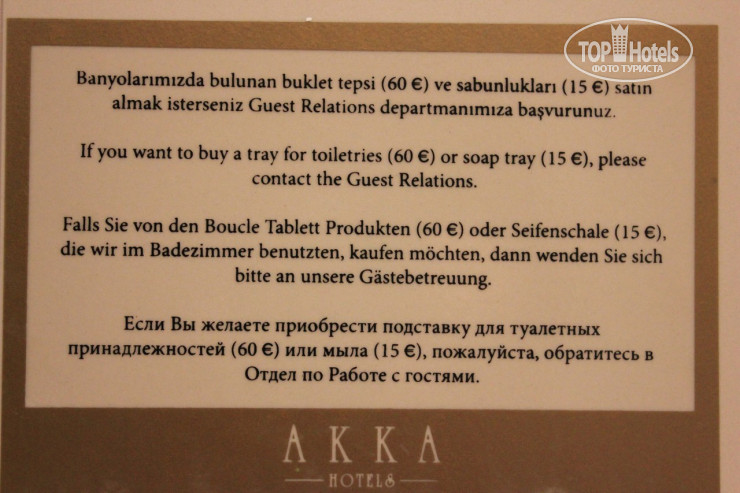 TOP Hotels
ФОТО ТУРИСТА
Banyolarımızda bulunan buklet tepsi (60 €) ve sabunlukları (15 €) satın
almak isterseniz Guest Relations departmanımıza başvurunuz.
If you want to buy a tray for toiletries (60 €) or soap tray (15 €), please
contact the Guest Relations.
Falls Sie von den Boucle Tablett Produkten (60 €) oder Seifenschale (15 €),
die wir im Badezimmer benutzten, kaufen möchten, dann wenden Sie sich
bitte an unsere Gästebetreuung.
Если Вы желаете приобрести подставку для туалетных
принадлежностей (60 €) или мыла (15 €), пожалуйста, обратитесь в
Отдел по Работе с гостями.
AKKA
HOTELS